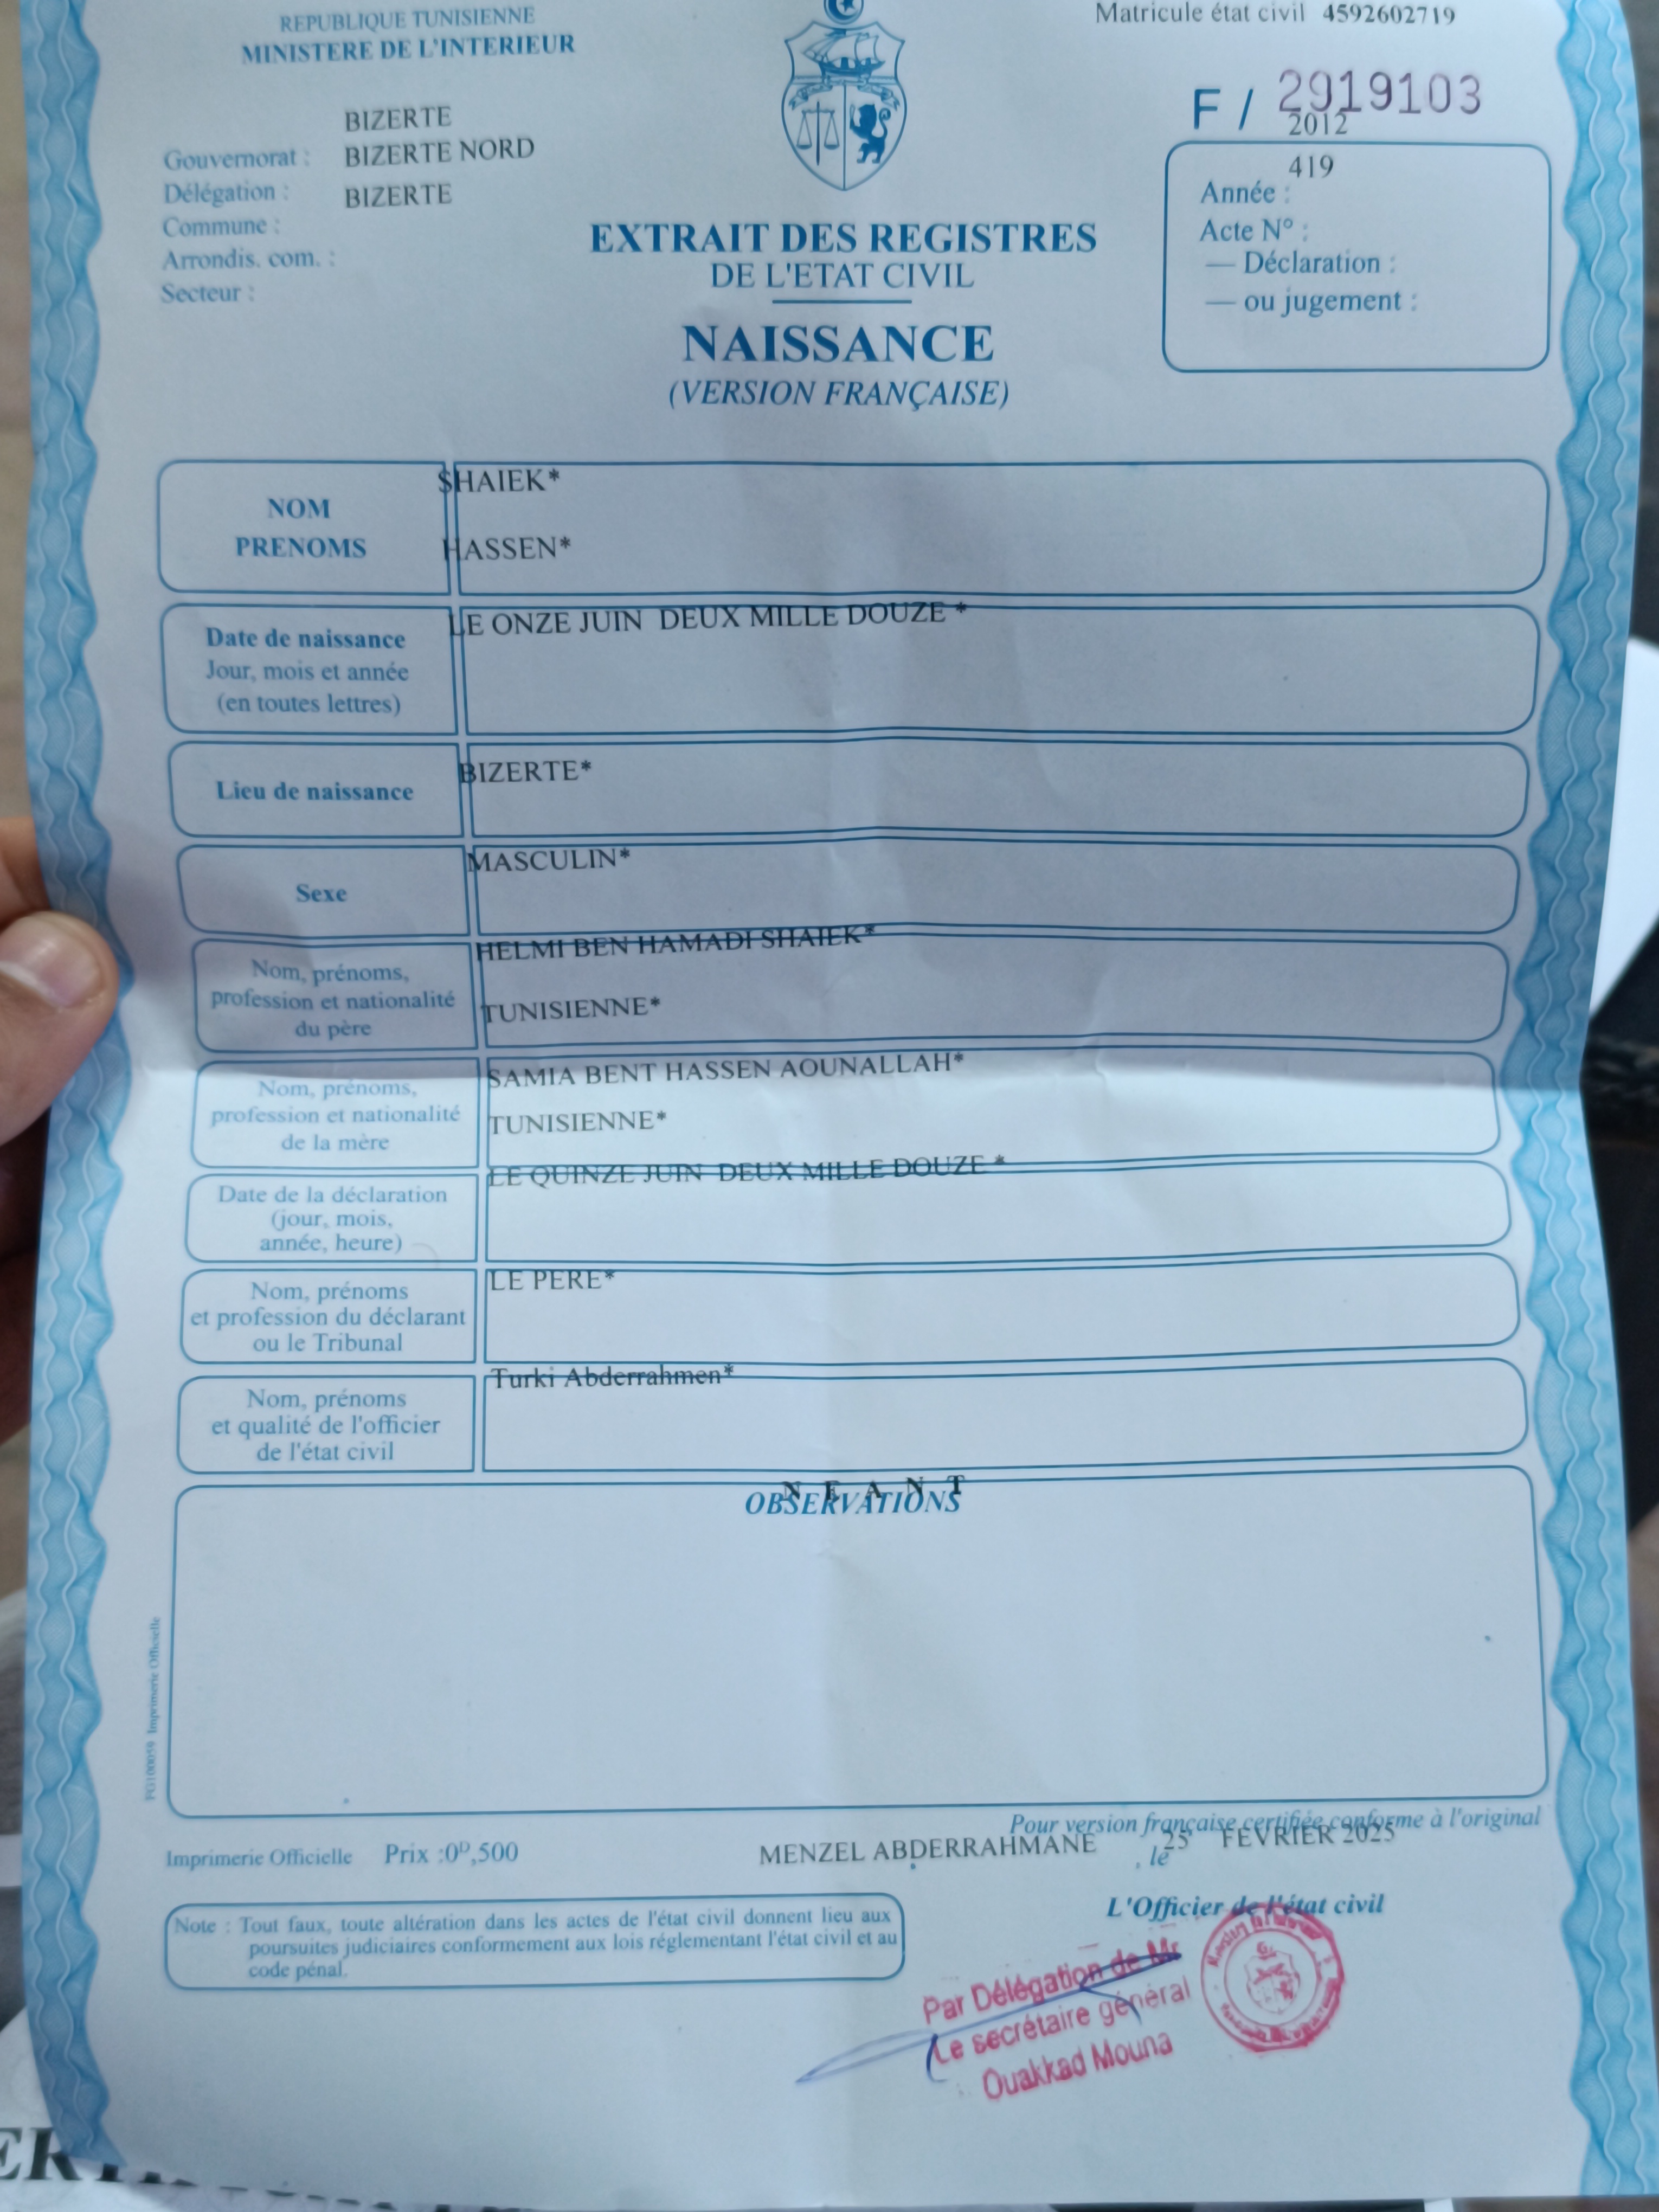 REPUBLIQUE TUNISIENNE
MINISTERE DE L'INTERIEUR
Matricule état civil 4592602719
F / 2919103
2012
419
Année :
Acte N° :
— Déclaration :
— ou jugement :
BIZERTE
Gouvernorat : BIZERTE NORD
Délégation : BIZERTE
Commune :
Arrondis. com. :
Secteur :
EXTRAIT DES REGISTRES
DE L'ETAT CIVIL
NAISSANCE
(VERSION FRANÇAISE)
NOM
PRENOMS
SHAIEK*
HASSEN*
Date de naissance
Jour, mois et année
(en toutes lettres)
LE ONZE JUIN DEUX MILLE DOUZE *
Lieu de naissance
BIZERTE*
Sexe
MASCULIN*
Nom, prénoms,
profession et nationalité
du père
HELMI BEN HAMADI SHAIEK*
TUNISIENNE*
Nom, prénoms,
profession et nationalité
de la mère
SAMIA BENT HASSEN AOUNALLAH*
TUNISIENNE*
Date de la déclaration
(jour, mois,
année, heure)
LE QUINZE JUIN DEUX MILLE DOUZE *
Nom, prénoms
et profession du déclarant
ou le Tribunal
LE PERE*
Nom, prénoms
et qualité de l'officier
de l'état civil
Turki Abderrahmen*
N E A N T
OBSERVATIONS
PG100059 Imprimerie Officielle
Pour version française certifiée conforme à l'original
Imprimerie Officielle Prix :0ᴰ,500
MENZEL ABDERRAHMANE , le 25 FEVRIER 2025
L'Officier de l'état civil
Note : Tout faux, toute altération dans les actes de l'état civil donnent lieu aux
poursuites judiciaires conformement aux lois réglementant l'état civil et au
code pénal.
Par Délégation de Mr
Le secrétaire général
Ouakkad Mouna